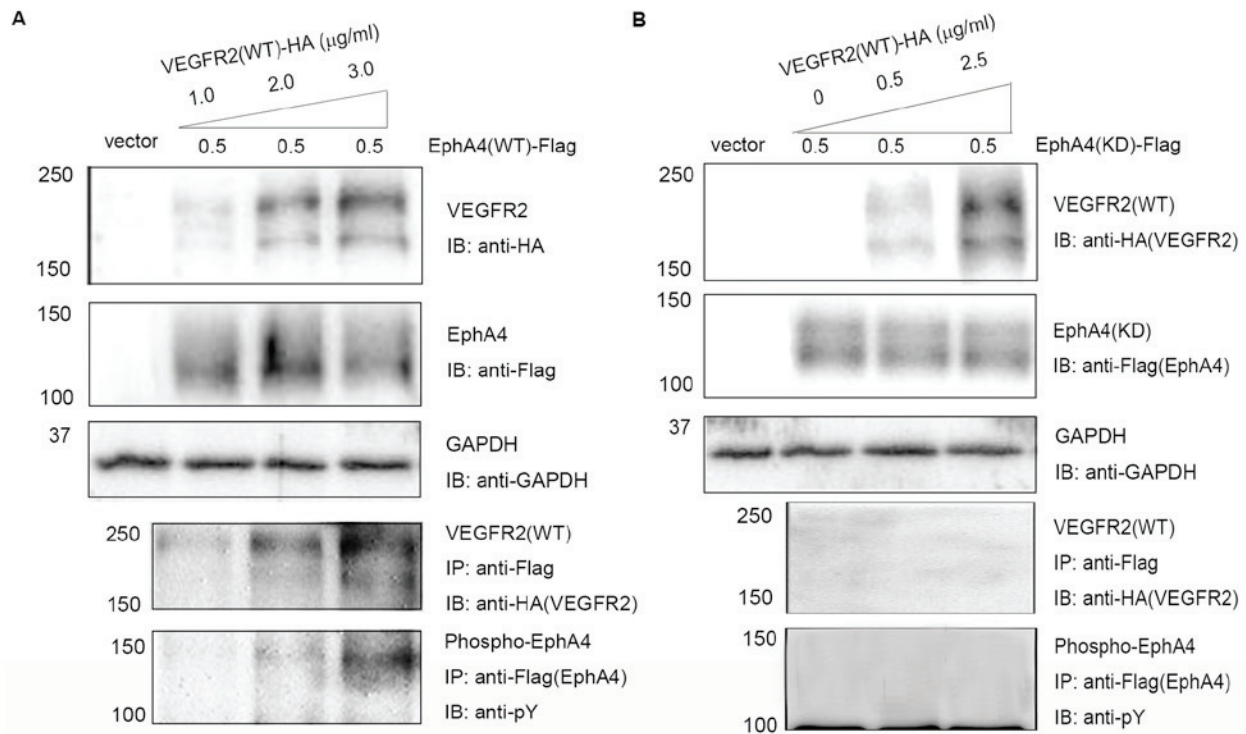 A
VEGFR2(WT)-HA (μg/ml)
1.0 2.0 3.0
vector 0.5 0.5 0.5 EphA4(WT)-Flag
250
VEGFR2
IB: anti-HA
150
150
EphA4
IB: anti-Flag
100
37
GAPDH
IB: anti-GAPDH
250
VEGFR2(WT)
IP: anti-Flag
IB: anti-HA(VEGFR2)
150
150
Phospho-EphA4
IP: anti-Flag(EphA4)
IB: anti-pY
100
B
VEGFR2(WT)-HA (μg/ml)
0 0.5 2.5
vector 0.5 0.5 0.5 EphA4(KD)-Flag
250
VEGFR2(WT)
IB: anti-HA(VEGFR2)
150
150
EphA4(KD)
IB: anti-Flag(EphA4)
100
37
GAPDH
IB: anti-GAPDH
250
VEGFR2(WT)
IP: anti-Flag
IB: anti-HA(VEGFR2)
150
150
Phospho-EphA4
IP: anti-Flag(EphA4)
IB: anti-pY
100